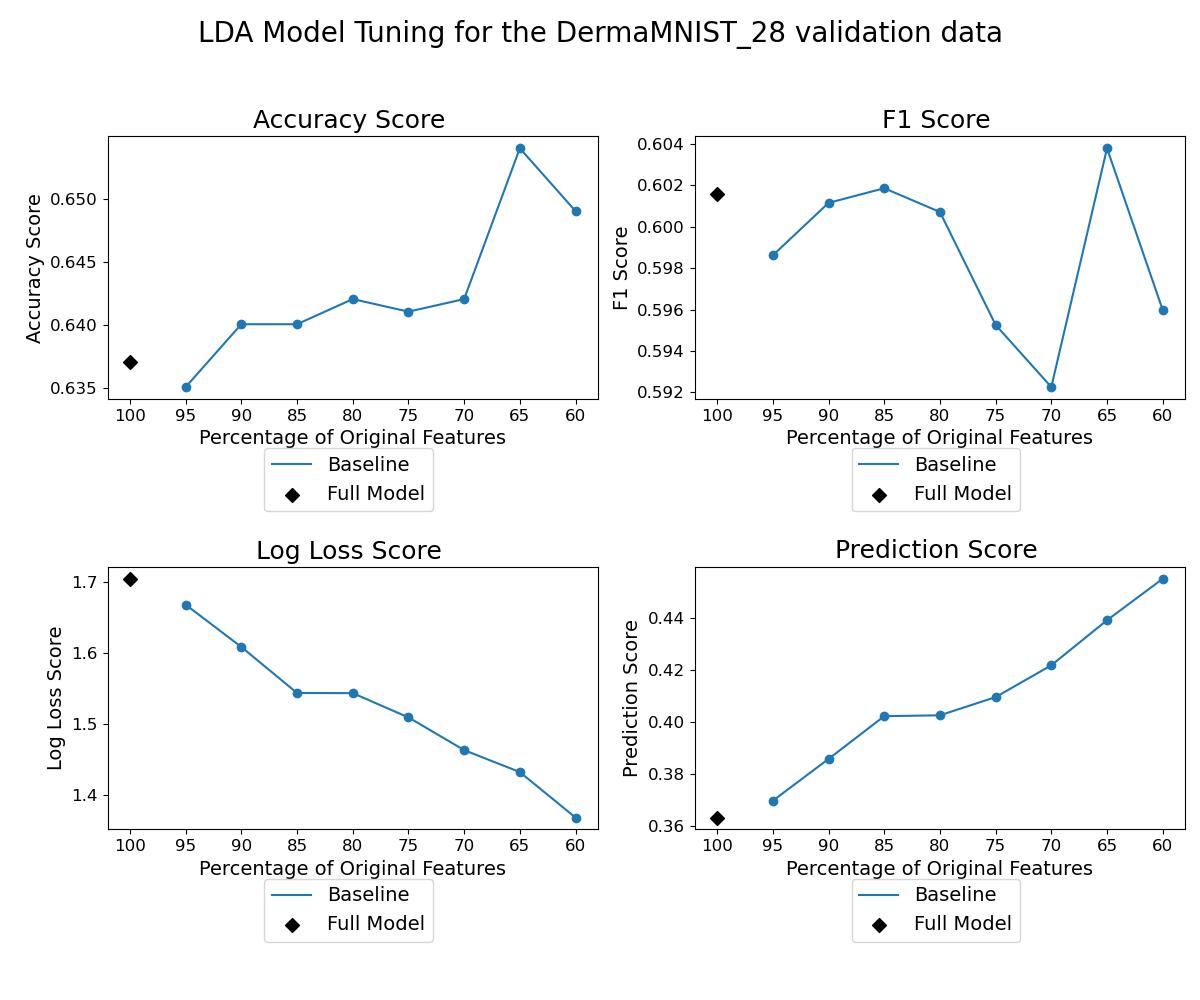 LDA Model Tuning for the DermaMNIST_28 validation data
Accuracy Score
Accuracy Score
0.650
0.645
0.640
0.635
100 95 90 85 80 75 70 65 60
Percentage of Original Features
Baseline
Full Model
F1 Score
F1 Score
0.604
0.602
0.600
0.598
0.596
0.594
0.592
100 95 90 85 80 75 70 65 60
Percentage of Original Features
Baseline
Full Model
Log Loss Score
Log Loss Score
1.7
1.6
1.5
1.4
100 95 90 85 80 75 70 65 60
Percentage of Original Features
Baseline
Full Model
Prediction Score
Prediction Score
0.44
0.42
0.40
0.38
0.36
100 95 90 85 80 75 70 65 60
Percentage of Original Features
Baseline
Full Model